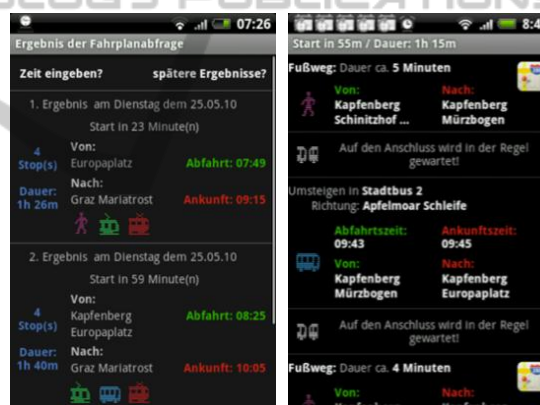 07:26
Ergebnis der Fahrplanabfrage
Zeit eingeben? spätere Ergebnisse?
1. Ergebnis am Dienstag dem 25.05.10
Start in 23 Minute(n)
4
Stop(s)
Von:
Europaplatz
Abfahrt: 07:49
Dauer:
1h 26m
Nach:
Graz Mariatrost
Ankunft: 09:15
2. Ergebnis am Dienstag dem 25.05.10
Start in 59 Minute(n)
4
Stop(s)
Von:
Kapfenberg
Europaplatz
Abfahrt: 08:25
Dauer:
1h 40m
Nach:
Graz Mariatrost
Ankunft: 10:05
8:4
Start in 55m / Dauer: 1h
15m
Fußweg: Dauer ca. 5 Minuten
Von: Nach:
Kapfenberg Kapfenberg
Schinitzhof ... Mürzbogen
Auf den Anschluss wird in der Regel
gewartet!
Umsteigen in Stadtbus 2
Richtung: Apfelmoar Schleife
Abfahrtszeit: Ankunftszeit:
09:43 09:45
Von: Nach:
Kapfenberg Kapfenberg
Mürzbogen Europaplatz
Auf den Anschluss wird in der Regel
gewartet!
Fußweg: Dauer ca. 4 Minuten
Von: Nach: